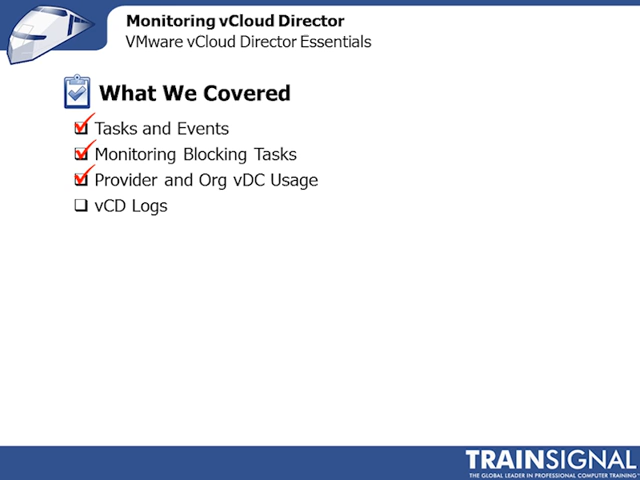 Monitoring vCloud Director
VMware vCloud Director Essentials
What We Covered
Tasks and Events
Monitoring Blocking Tasks
Provider and Org vDC Usage
vCD Logs
TRAINSIGNAL
THE GLOBAL LEADER IN PROFESSIONAL COMPUTER TRAINING